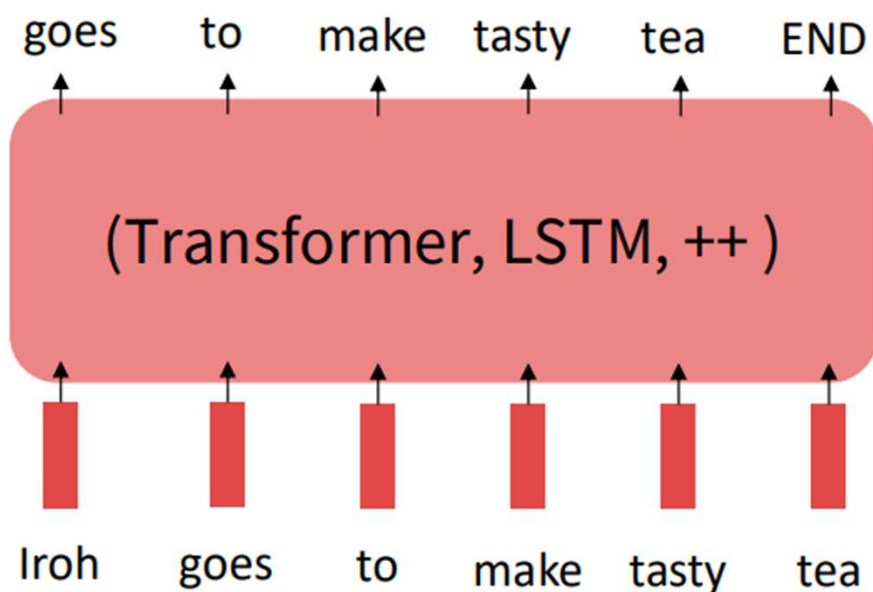 goes to make tasty tea END
(Transformer, LSTM, ++ )
Iroh goes to make tasty tea